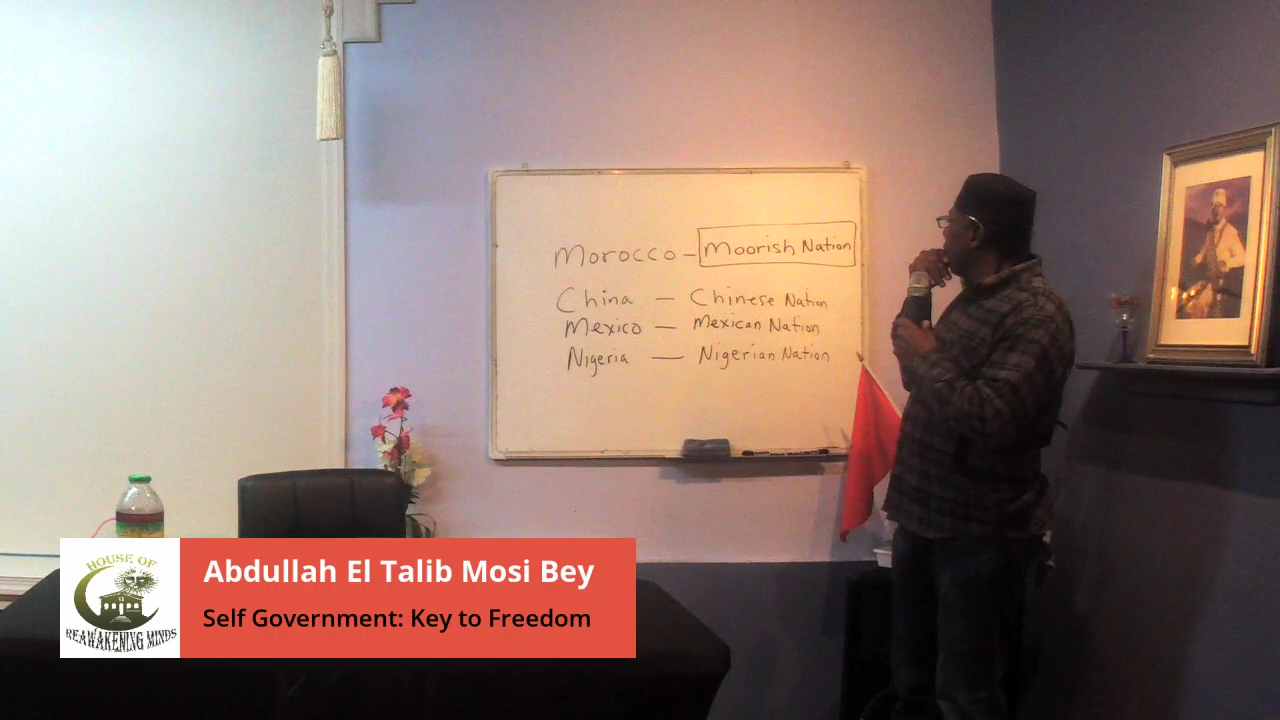 Morocco – Moorish Nation
China — Chinese Nation
Mexico — Mexican Nation
Nigeria — Nigerian Nation
HOUSE OF
REAWAKENING MINDS
Abdullah El Talib Mosi Bey
Self Government: Key to Freedom